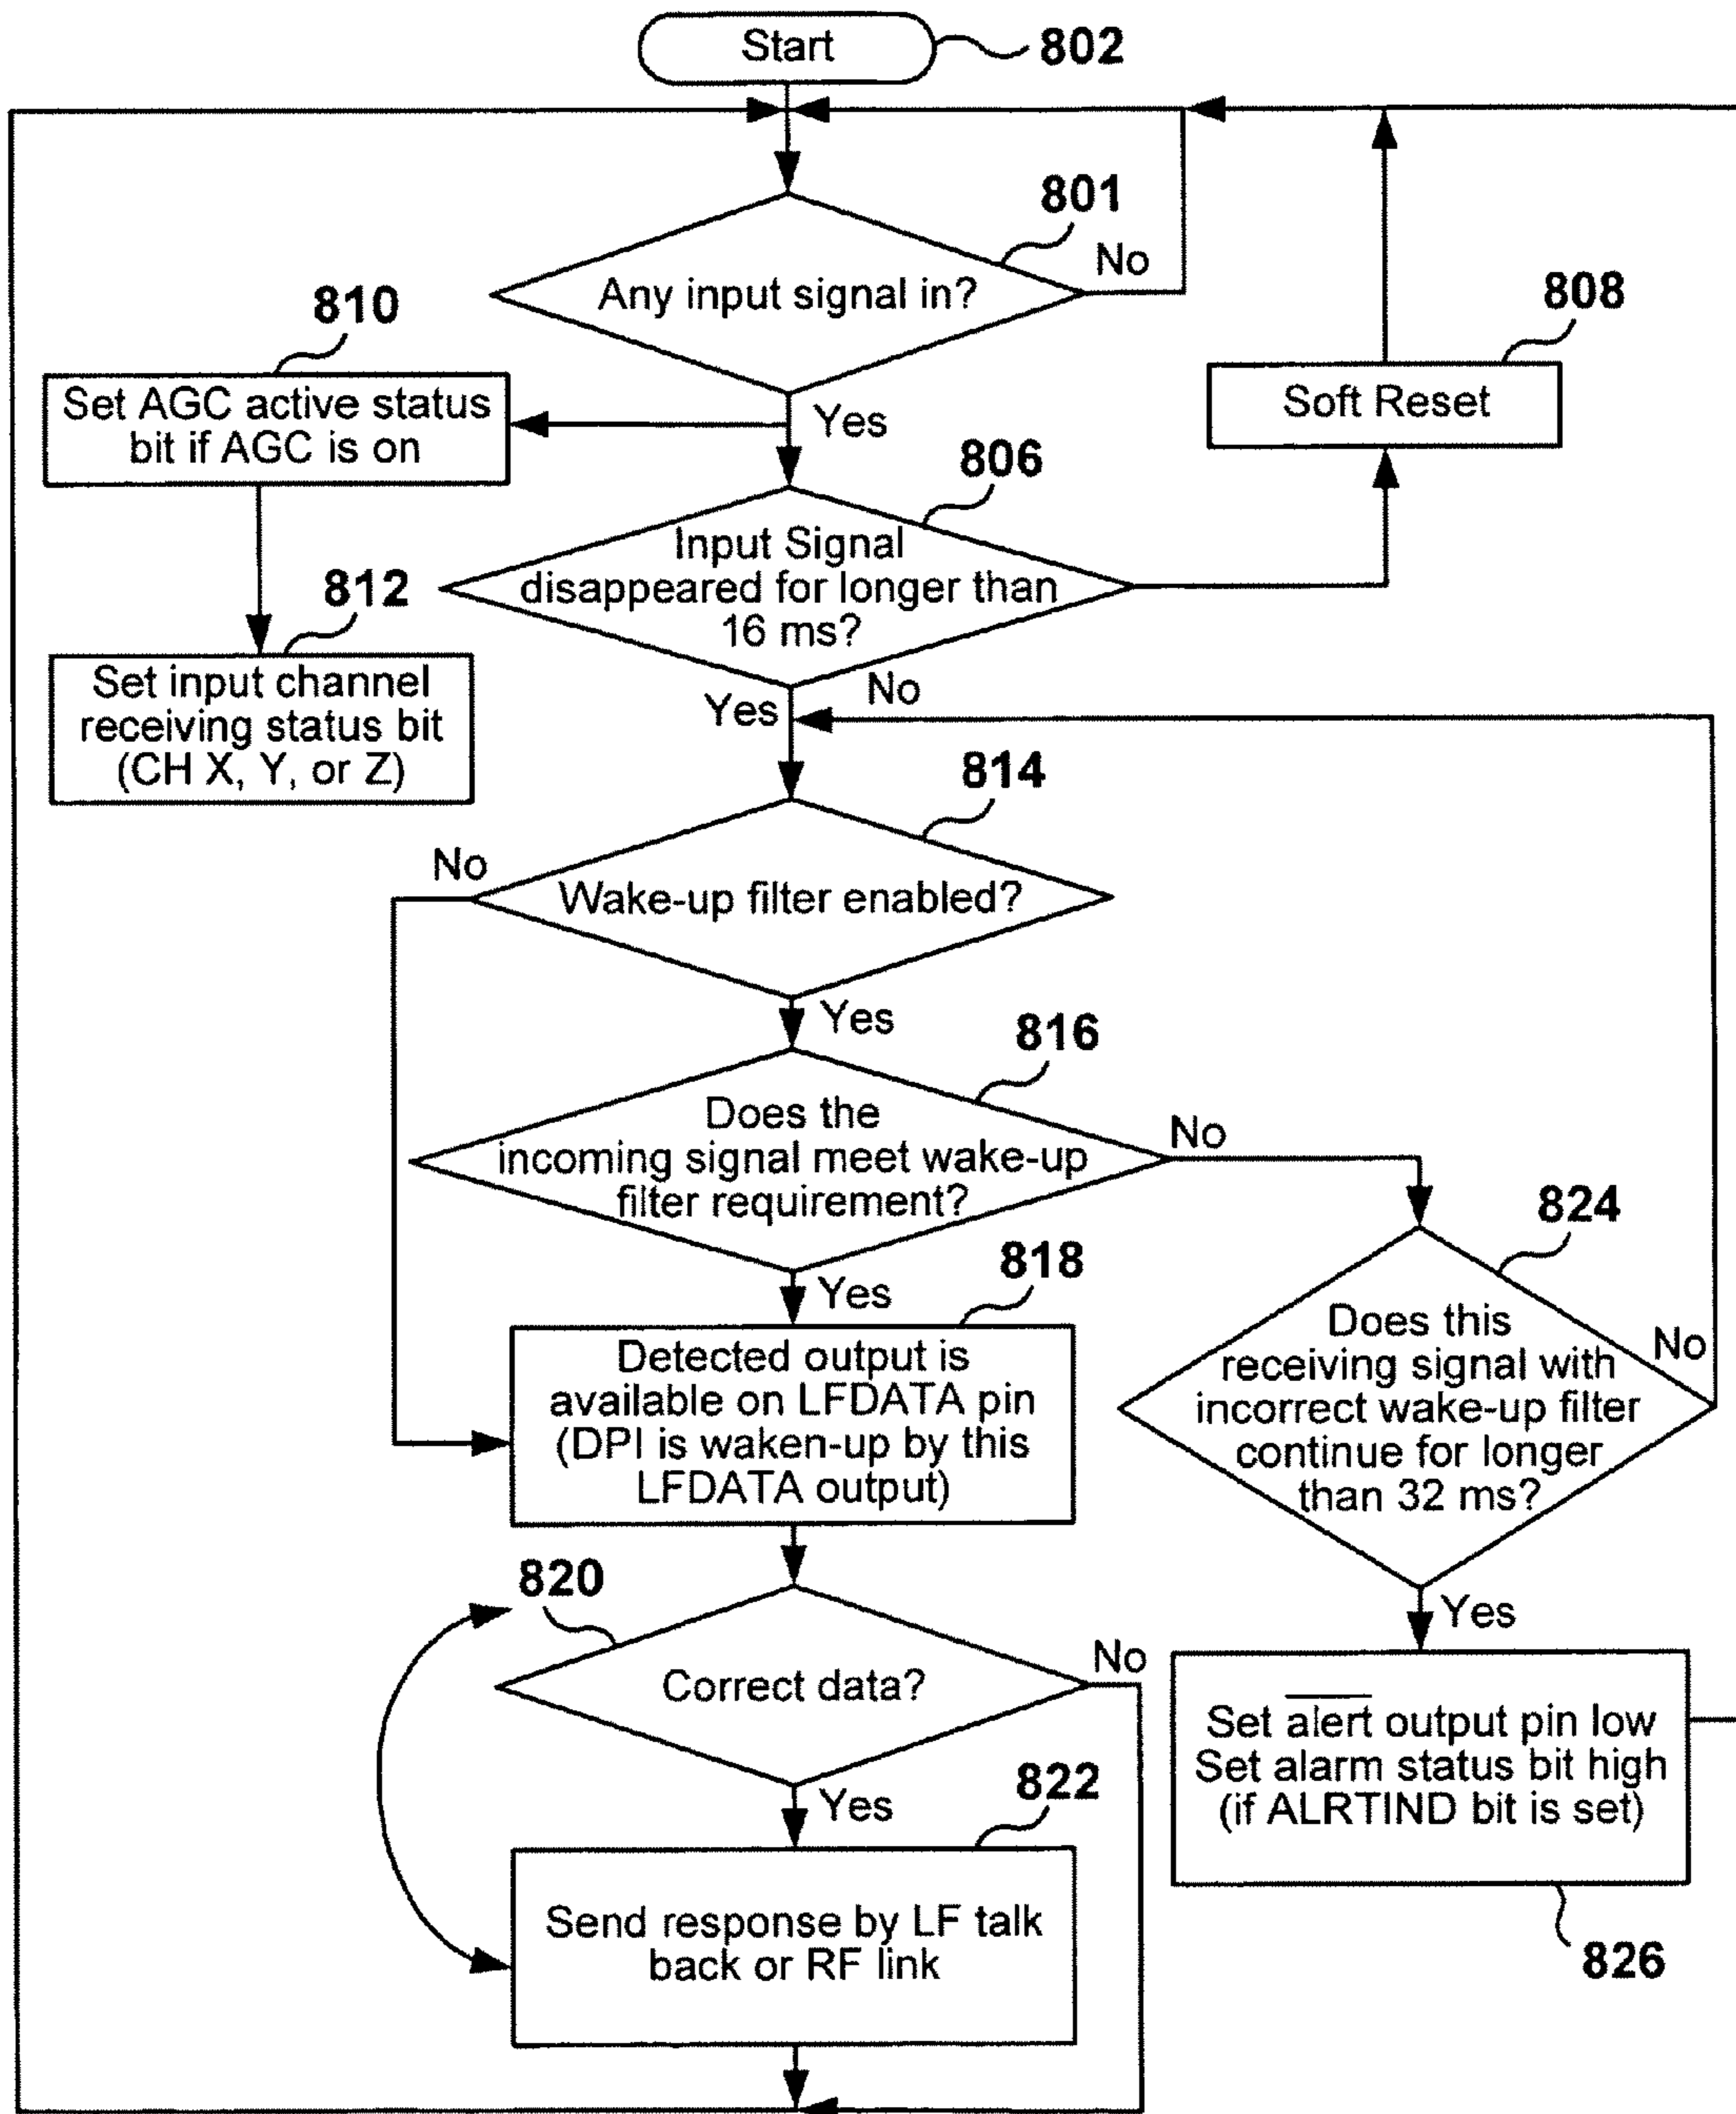 Start
802
801
Any input signal in?
No
810
Set AGC active status
bit if AGC is on
Yes
808
Soft Reset
806
Input Signal
disappeared for longer than
16 ms?
812
Set input channel
receiving status bit
(CH X, Y, or Z)
Yes
No
814
No
Wake-up filter enabled?
Yes
816
Does the
incoming signal meet wake-up
filter requirement?
No
824
Yes
818
Does this
receiving signal with
incorrect wake-up filter
continue for longer
than 32 ms?
No
Detected output is
available on LFDATA pin
(DPI is waken-up by this
LFDATA output)
820
Correct data?
No
Yes
Set alert output pin low
Set alarm status bit high
(if ALRTIND bit is set)
826
Yes
822
Send response by LF talk
back or RF link